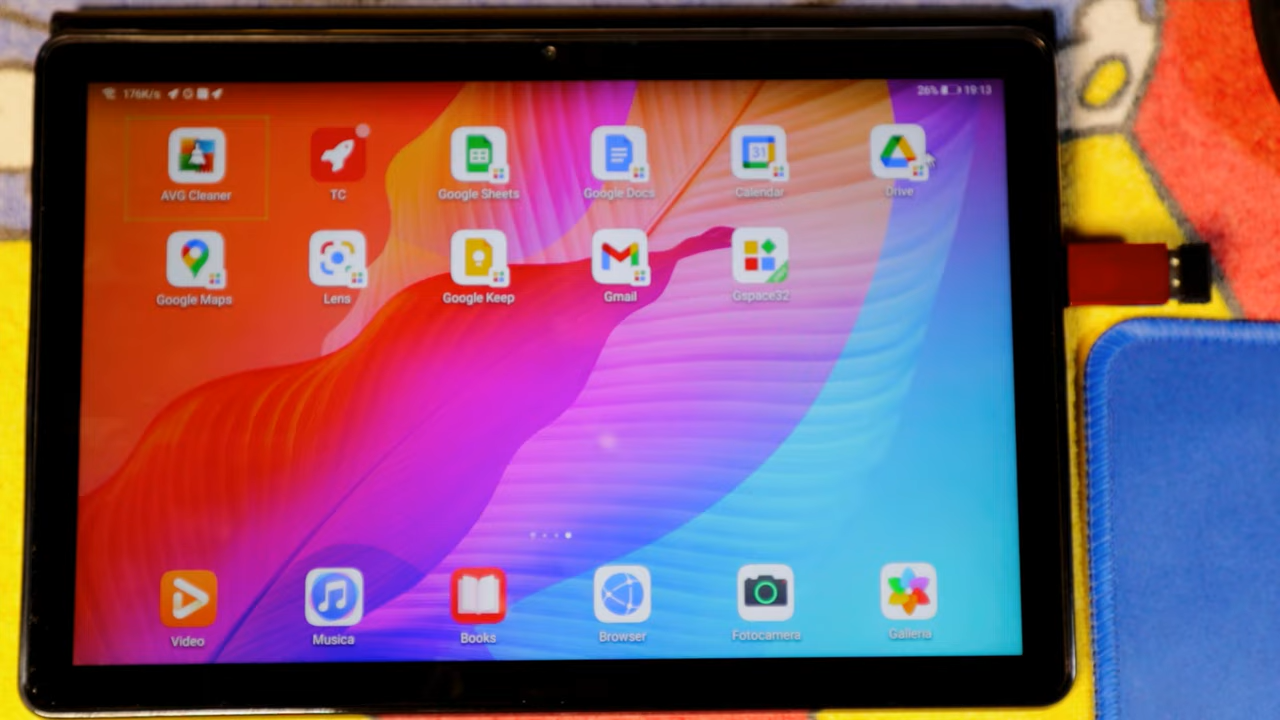 176K/s 26% 19:13
AVG Cleaner TC Google Sheets Google Docs Calendar Drive
31
Google Maps Lens Google Keep Gmail Gspace32
Video Musica Books Browser Fotocamera Galleria